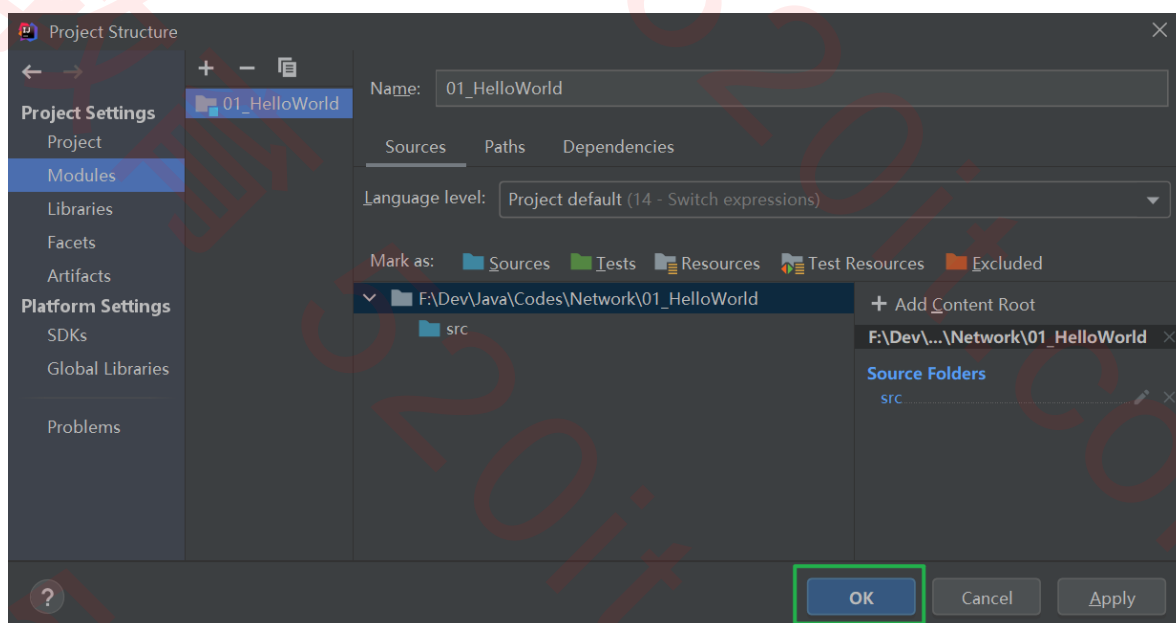 Project Structure
Project Settings
Project
Modules
Libraries
Facets
Artifacts
Platform Settings
SDKs
Global Libraries
Problems
01_HelloWorld
Name: 01_HelloWorld
Sources Paths Dependencies
Language level: Project default (14 - Switch expressions)
Mark as: Sources Tests Resources Test Resources Excluded
F:\Dev\Java\Codes\Network\01_HelloWorld
src
+ Add Content Root
F:\Dev\...\Network\01_HelloWorld
Source Folders
src
?
OK Cancel Apply